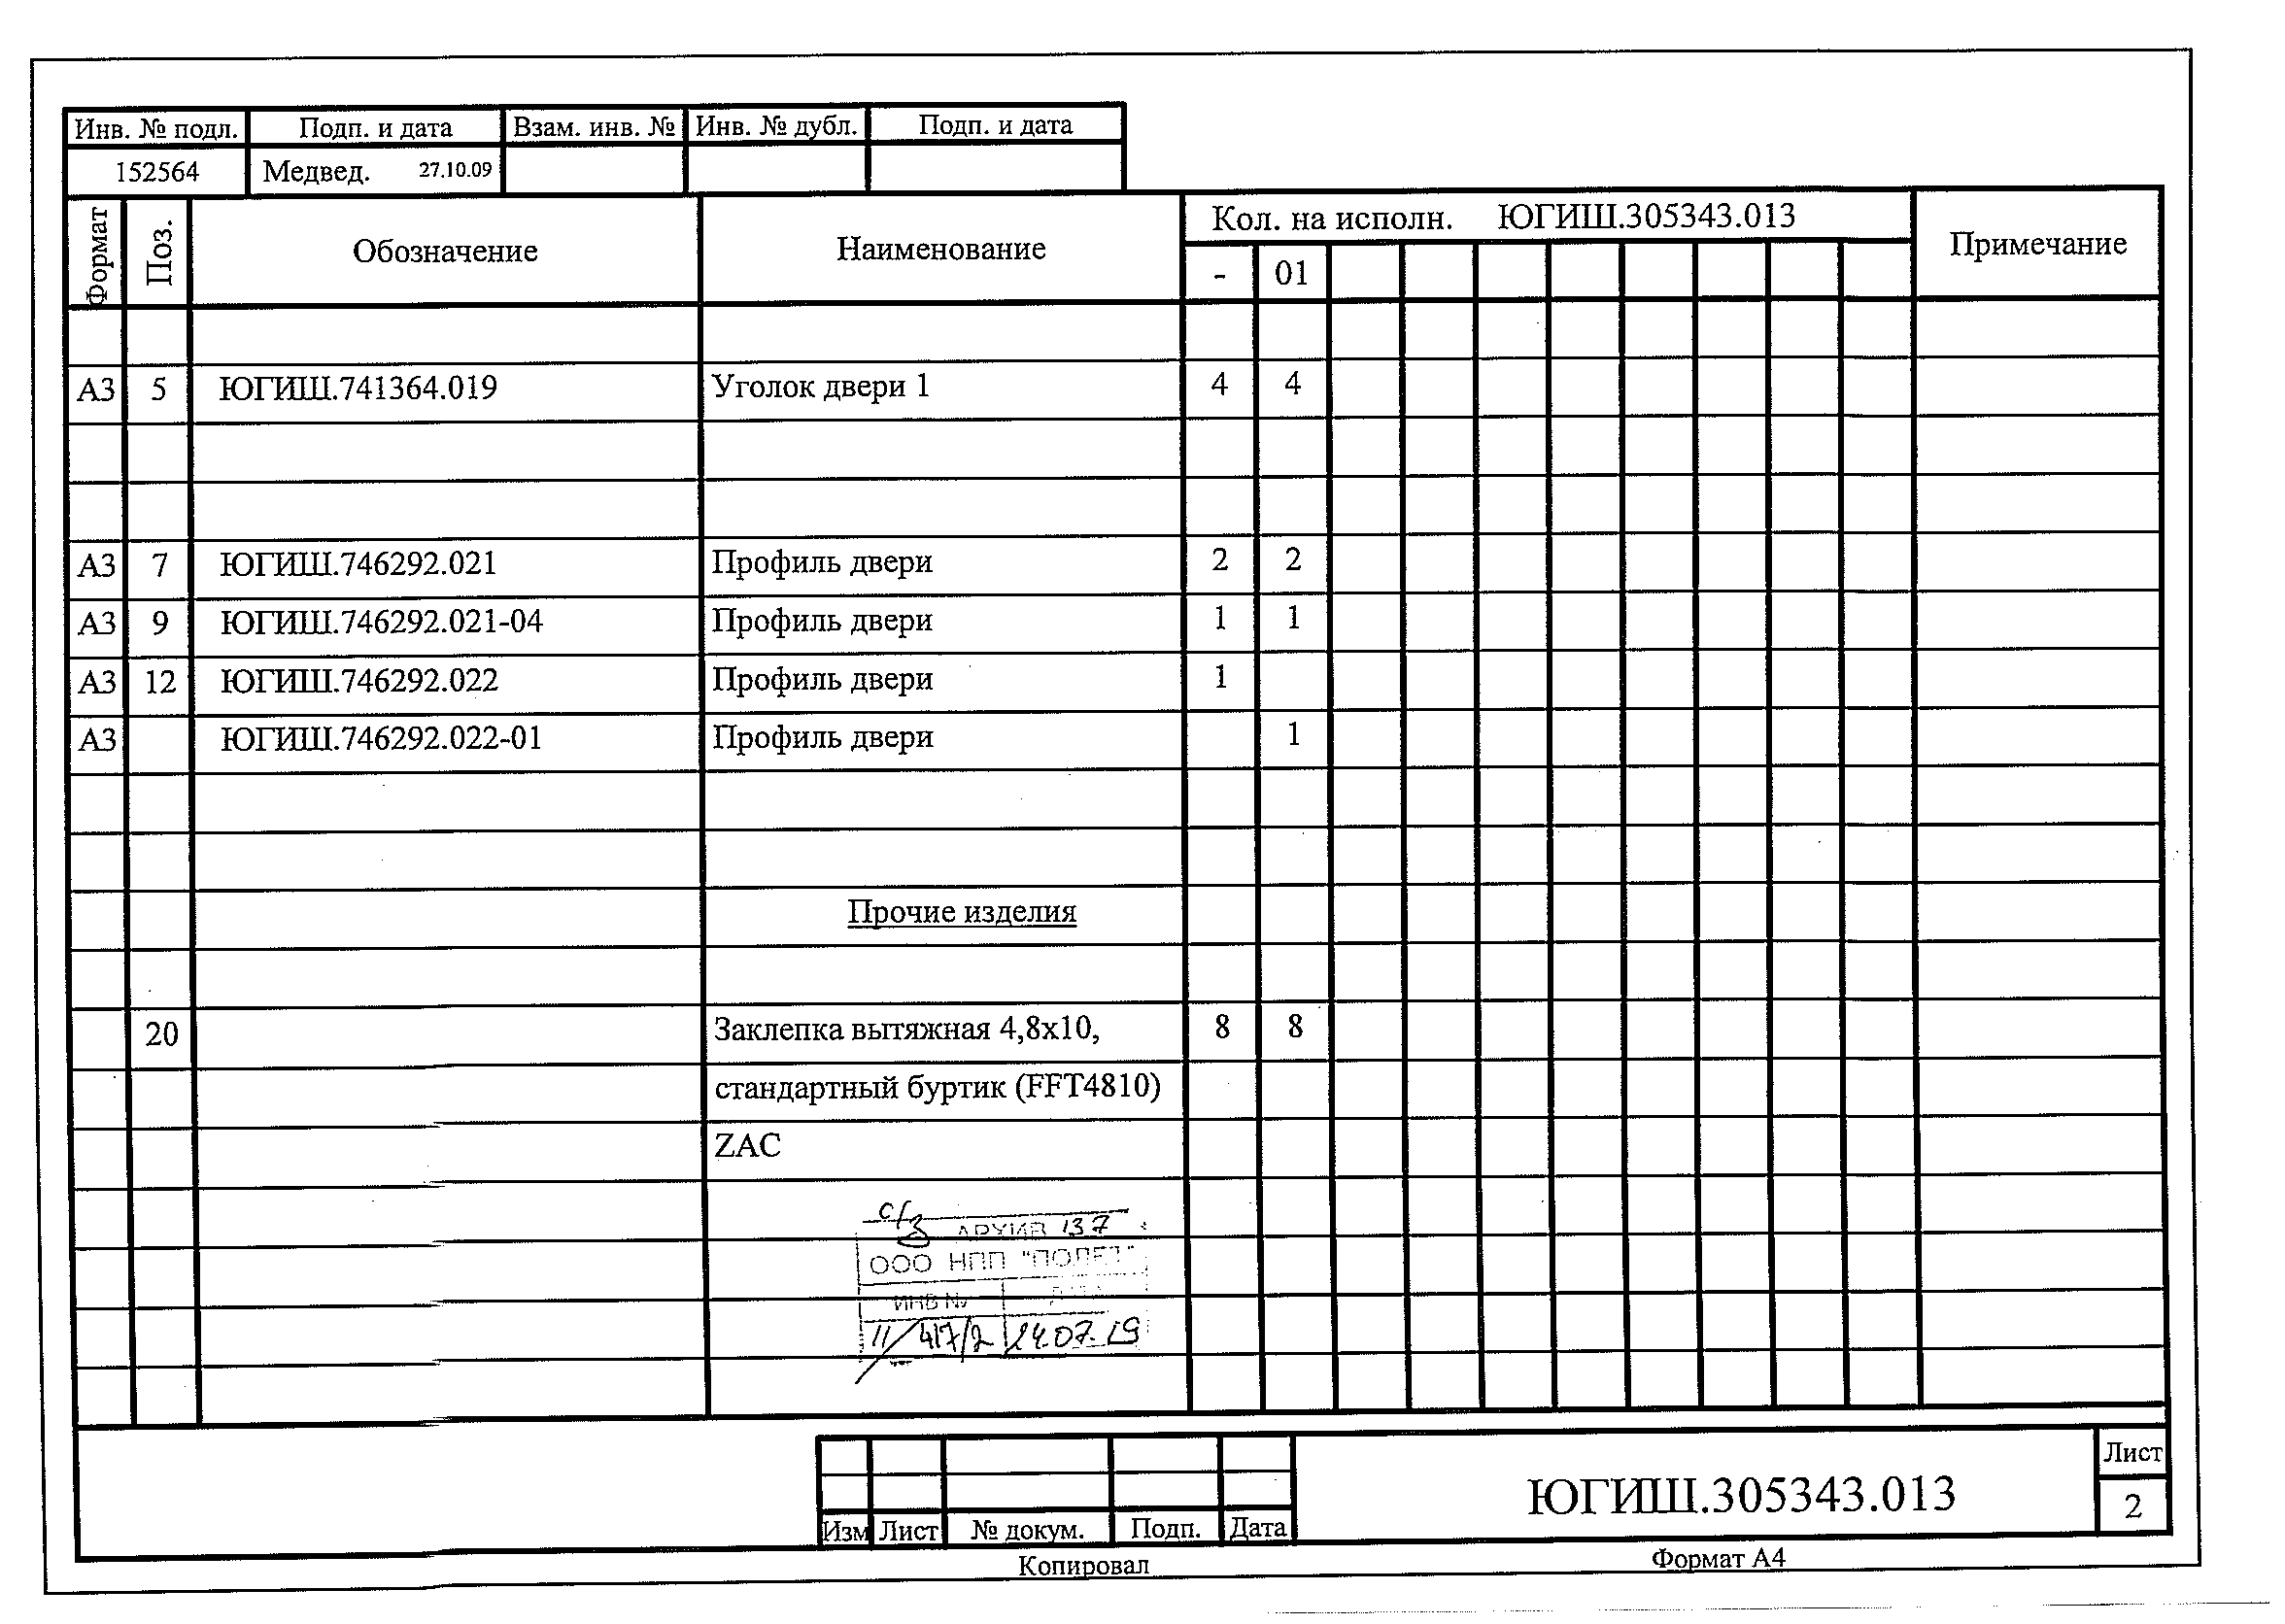 Инв. № подл. Подп. и дата Взам. инв. № Инв. № дубл. Подп. и дата
152564 Медвед. 27.10.09
Формат Поз. Обозначение Наименование Кол. на исполн. ЮГИШ.305343.013 Примечание
- 01
А3 5 ЮГИШ.741364.019 Уголок двери 1 4 4
А3 7 ЮГИШ.746292.021 Профиль двери 2 2
А3 9 ЮГИШ.746292.021-04 Профиль двери 1 1
А3 12 ЮГИШ.746292.022 Профиль двери 1
А3 ЮГИШ.746292.022-01 Профиль двери 1
Прочие изделия
20 Заклепка вытяжная 4,8х10, 8 8
стандартный буртик (FFT4810)
ZAC
с/з АРХИВ 137
ООО НПП "ПОЛЕТ"
ИНВ №
11/417/2 24.07.19
Изм Лист № докум. Подп. Дата
ЮГИШ.305343.013
Лист
2
Копировал Формат А4